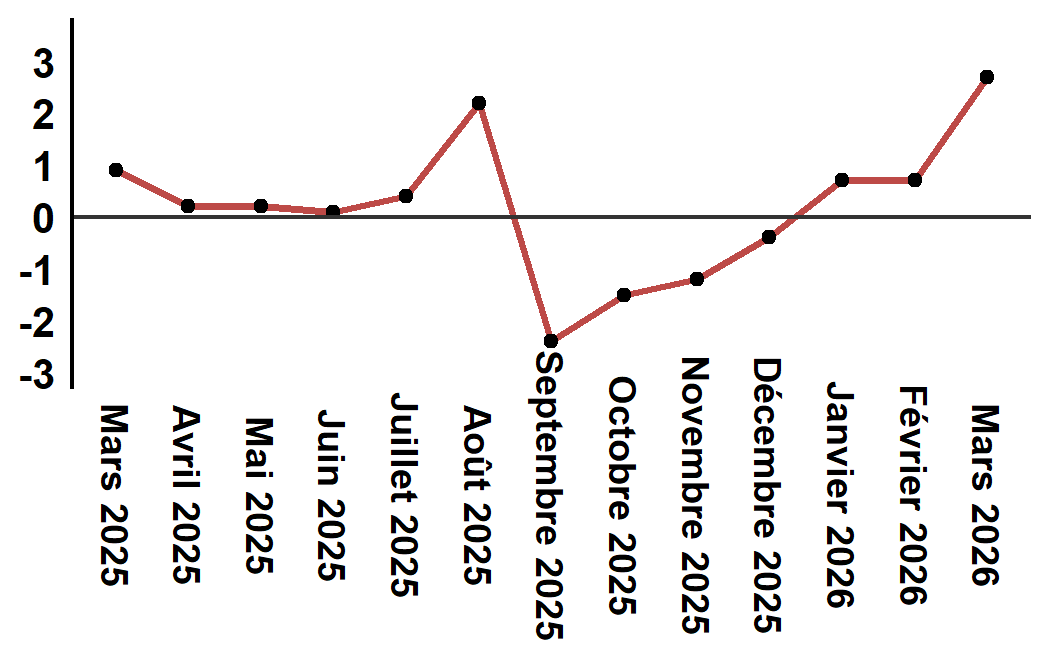 3
2
1
0
-1
-2
-3
Mars 2025
Avril 2025
Mai 2025
Juin 2025
Juillet 2025
Août 2025
Septembre 2025
Octobre 2025
Novembre 2025
Décembre 2025
Janvier 2026
Février 2026
Mars 2026